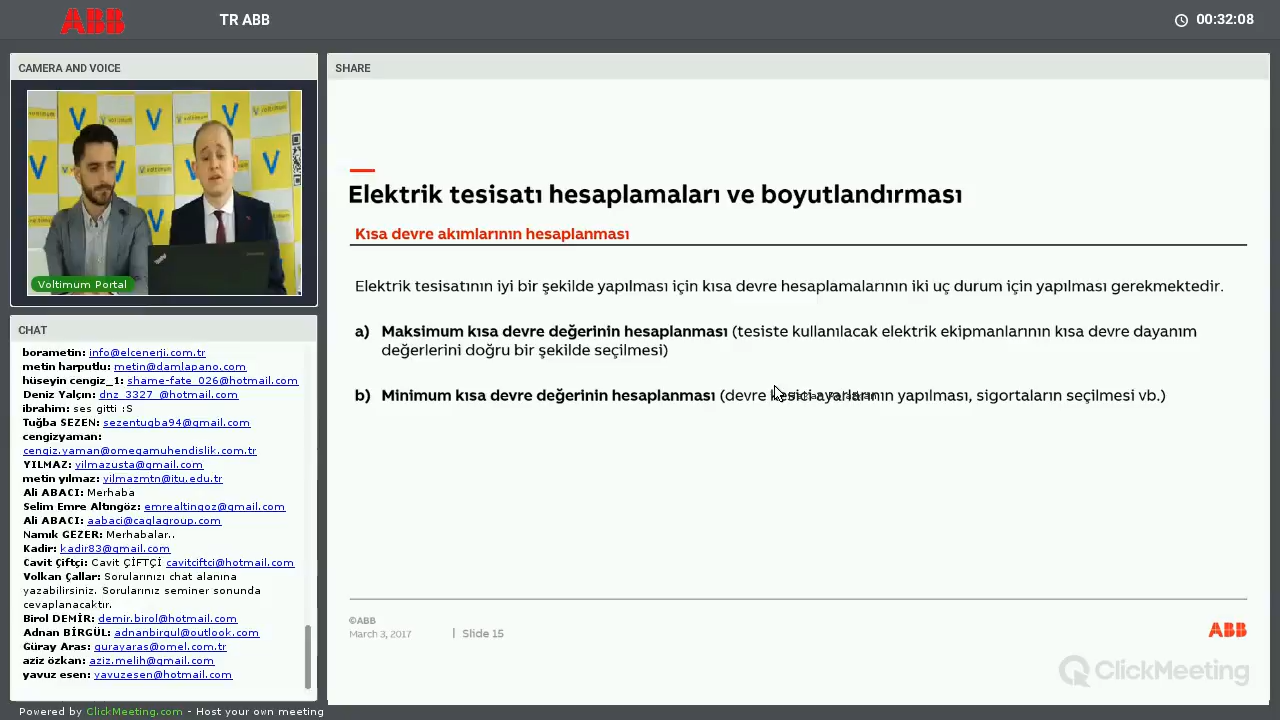 ABB
TR ABB
00:32:08
CAMERA AND VOICE
Voltimum Portal
CHAT
borametin: info@elcenerji.com.tr
metin harputlu: metin@damlapano.com
hüseyin cengiz_1: shame-fate_026@hotmail.com
Deniz Yalçın: dnz_3327_@hotmail.com
ibrahim: ses gitti :S
Tuğba SEZEN: sezentugba94@gmail.com
cengizyaman:
cengiz.yaman@omegamuhendislik.com.tr
YILMAZ: yilmazusta@gmail.com
metin yılmaz: yilmazmtn@itu.edu.tr
Ali ABACI: Merhaba
Selim Emre Altıngöz: emrealtingoz@gmail.com
Ali ABACI: aabaci@caglagroup.com
Namık GEZER: Merhabalar..
Kadir: kadir83@gmail.com
Cavit Çiftçi: Cavit ÇİFTÇİ cavitciftci@hotmail.com
Volkan Çallar: Sorularınızı chat alanına
yazabilirsiniz. Sorularınız seminer sonunda
cevaplanacaktır.
Birol DEMİR: demir.birol@hotmail.com
Adnan BİRGÜL: adnanbirgul@outlook.com
Güray Aras: gurayaras@omel.com.tr
aziz özkan: aziz.melih@gmail.com
yavuz esen: yavuzesen@hotmail.com
Powered by ClickMeeting.com - Host your own meeting
SHARE
Elektrik tesisatı hesaplamaları ve boyutlandırması
Kısa devre akımlarının hesaplanması
Elektrik tesisatının iyi bir şekilde yapılması için kısa devre hesaplamalarının iki uç durum için yapılması gerekmektedir.
a) Maksimum kısa devre değerinin hesaplanması (tesiste kullanılacak elektrik ekipmanlarının kısa devre dayanım
değerlerini doğru bir şekilde seçilmesi)
b) Minimum kısa devre değerinin hesaplanması (devre yapılması, sigortaların seçilmesi vb.)
©ABB
March 3, 2017 | Slide 15
ABB
ClickMeeting